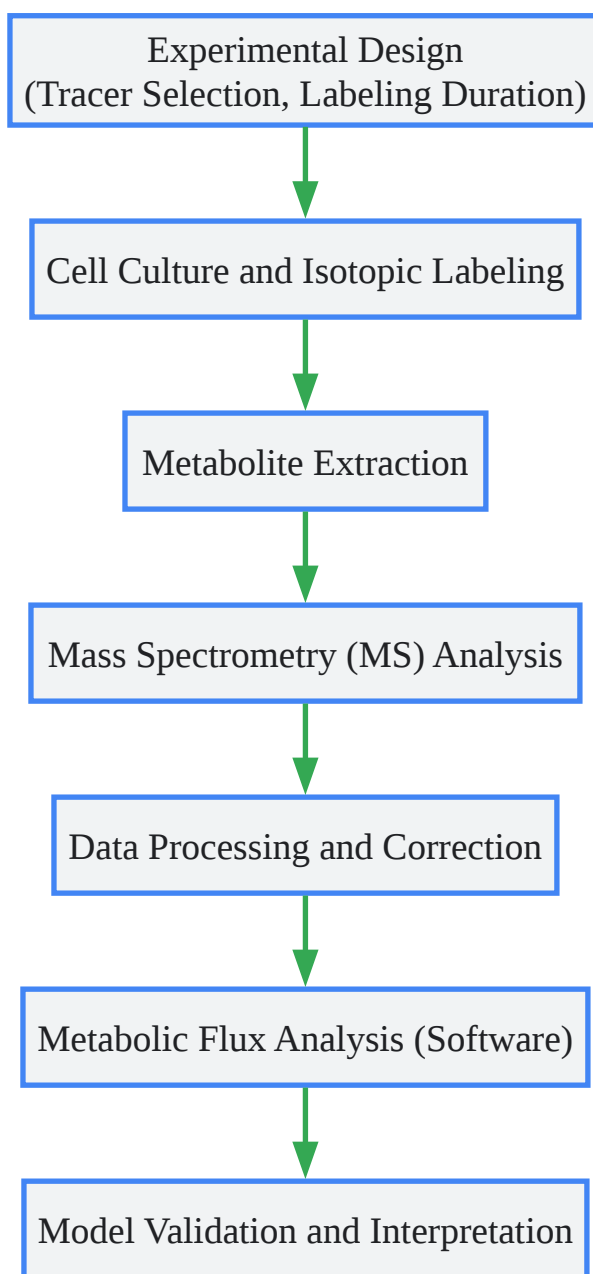 Experimental Design
(Tracer Selection, Labeling Duration)
Cell Culture and Isotopic Labeling
Metabolite Extraction
Mass Spectrometry (MS) Analysis
Data Processing and Correction
Metabolic Flux Analysis (Software)
Model Validation and Interpretation